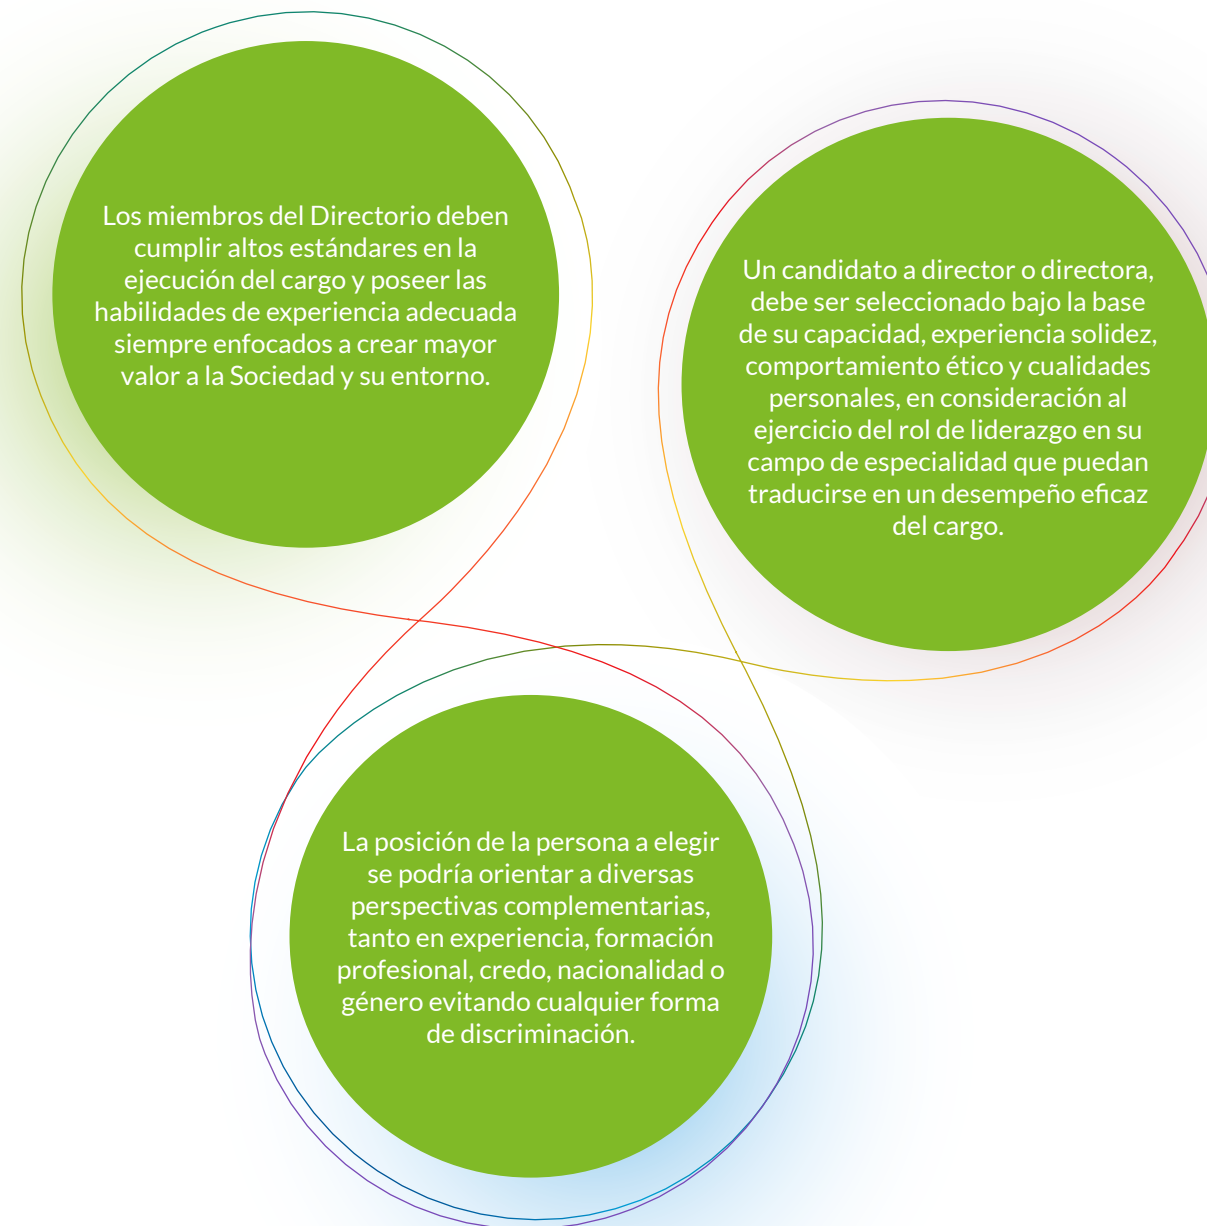 Los miembros del Directorio deben
cumplir altos estándares en la
ejecución del cargo y poseer las
habilidades de experiencia adecuada
siempre enfocados a crear mayor
valor a la Sociedad y su entorno.
Un candidato a director o directora,
debe ser seleccionado bajo la base
de su capacidad, experiencia solidez,
comportamiento ético y cualidades
personales, en consideración al
ejercicio del rol de liderazgo en su
campo de especialidad que puedan
traducirse en un desempeño eficaz
del cargo.
La posición de la persona a elegir
se podría orientar a diversas
perspectivas complementarias,
tanto en experiencia, formación
profesional, credo, nacionalidad o
género evitando cualquier forma
de discriminación.